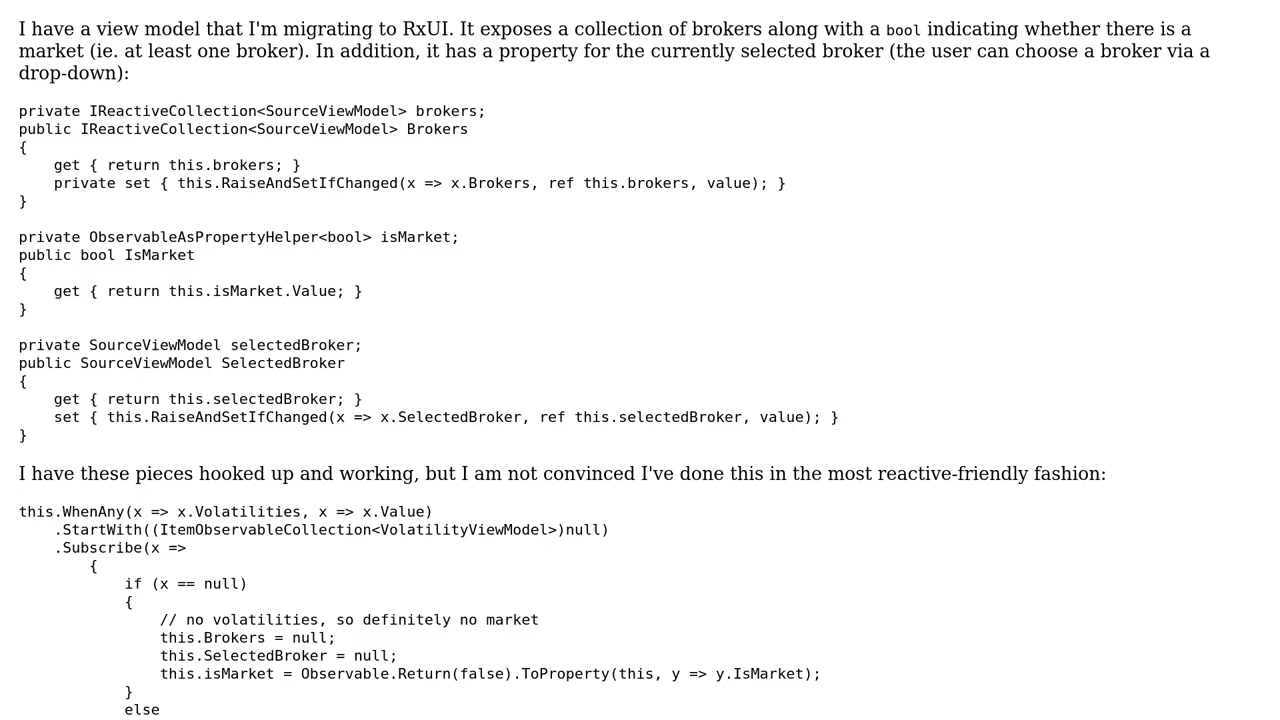 I have a view model that I'm migrating to RxUI. It exposes a collection of brokers along with a bool indicating whether there is a
market (ie. at least one broker). In addition, it has a property for the currently selected broker (the user can choose a broker via a
drop-down):
private IReactiveCollection<SourceViewModel> brokers;
public IReactiveCollection<SourceViewModel> Brokers
{
    get { return this.brokers; }
    private set { this.RaiseAndSetIfChanged(x => x.Brokers, ref this.brokers, value); }
}
private ObservableAsPropertyHelper<bool> isMarket;
public bool IsMarket
{
    get { return this.isMarket.Value; }
}
private SourceViewModel selectedBroker;
public SourceViewModel SelectedBroker
{
    get { return this.selectedBroker; }
    set { this.RaiseAndSetIfChanged(x => x.SelectedBroker, ref this.selectedBroker, value); }
}
I have these pieces hooked up and working, but I am not convinced I've done this in the most reactive-friendly fashion:
this.WhenAny(x => x.Volatilities, x => x.Value)
    .StartWith((ItemObservableCollection<VolatilityViewModel>)null)
    .Subscribe(x =>
        {
            if (x == null)
            {
                // no volatilities, so definitely no market
                this.Brokers = null;
                this.SelectedBroker = null;
                this.isMarket = Observable.Return(false).ToProperty(this, y => y.IsMarket);
            }
            else